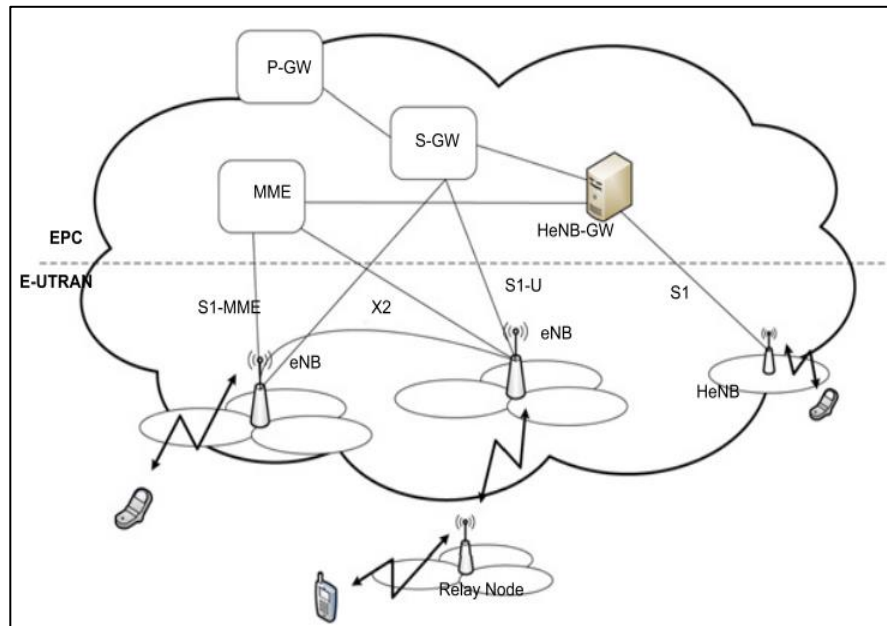 P-GW
S-GW
MME
HeNB-GW
EPC
E-UTRAN
S1-MME
X2
S1-U
S1
eNB
eNB
HeNB
Relay Node